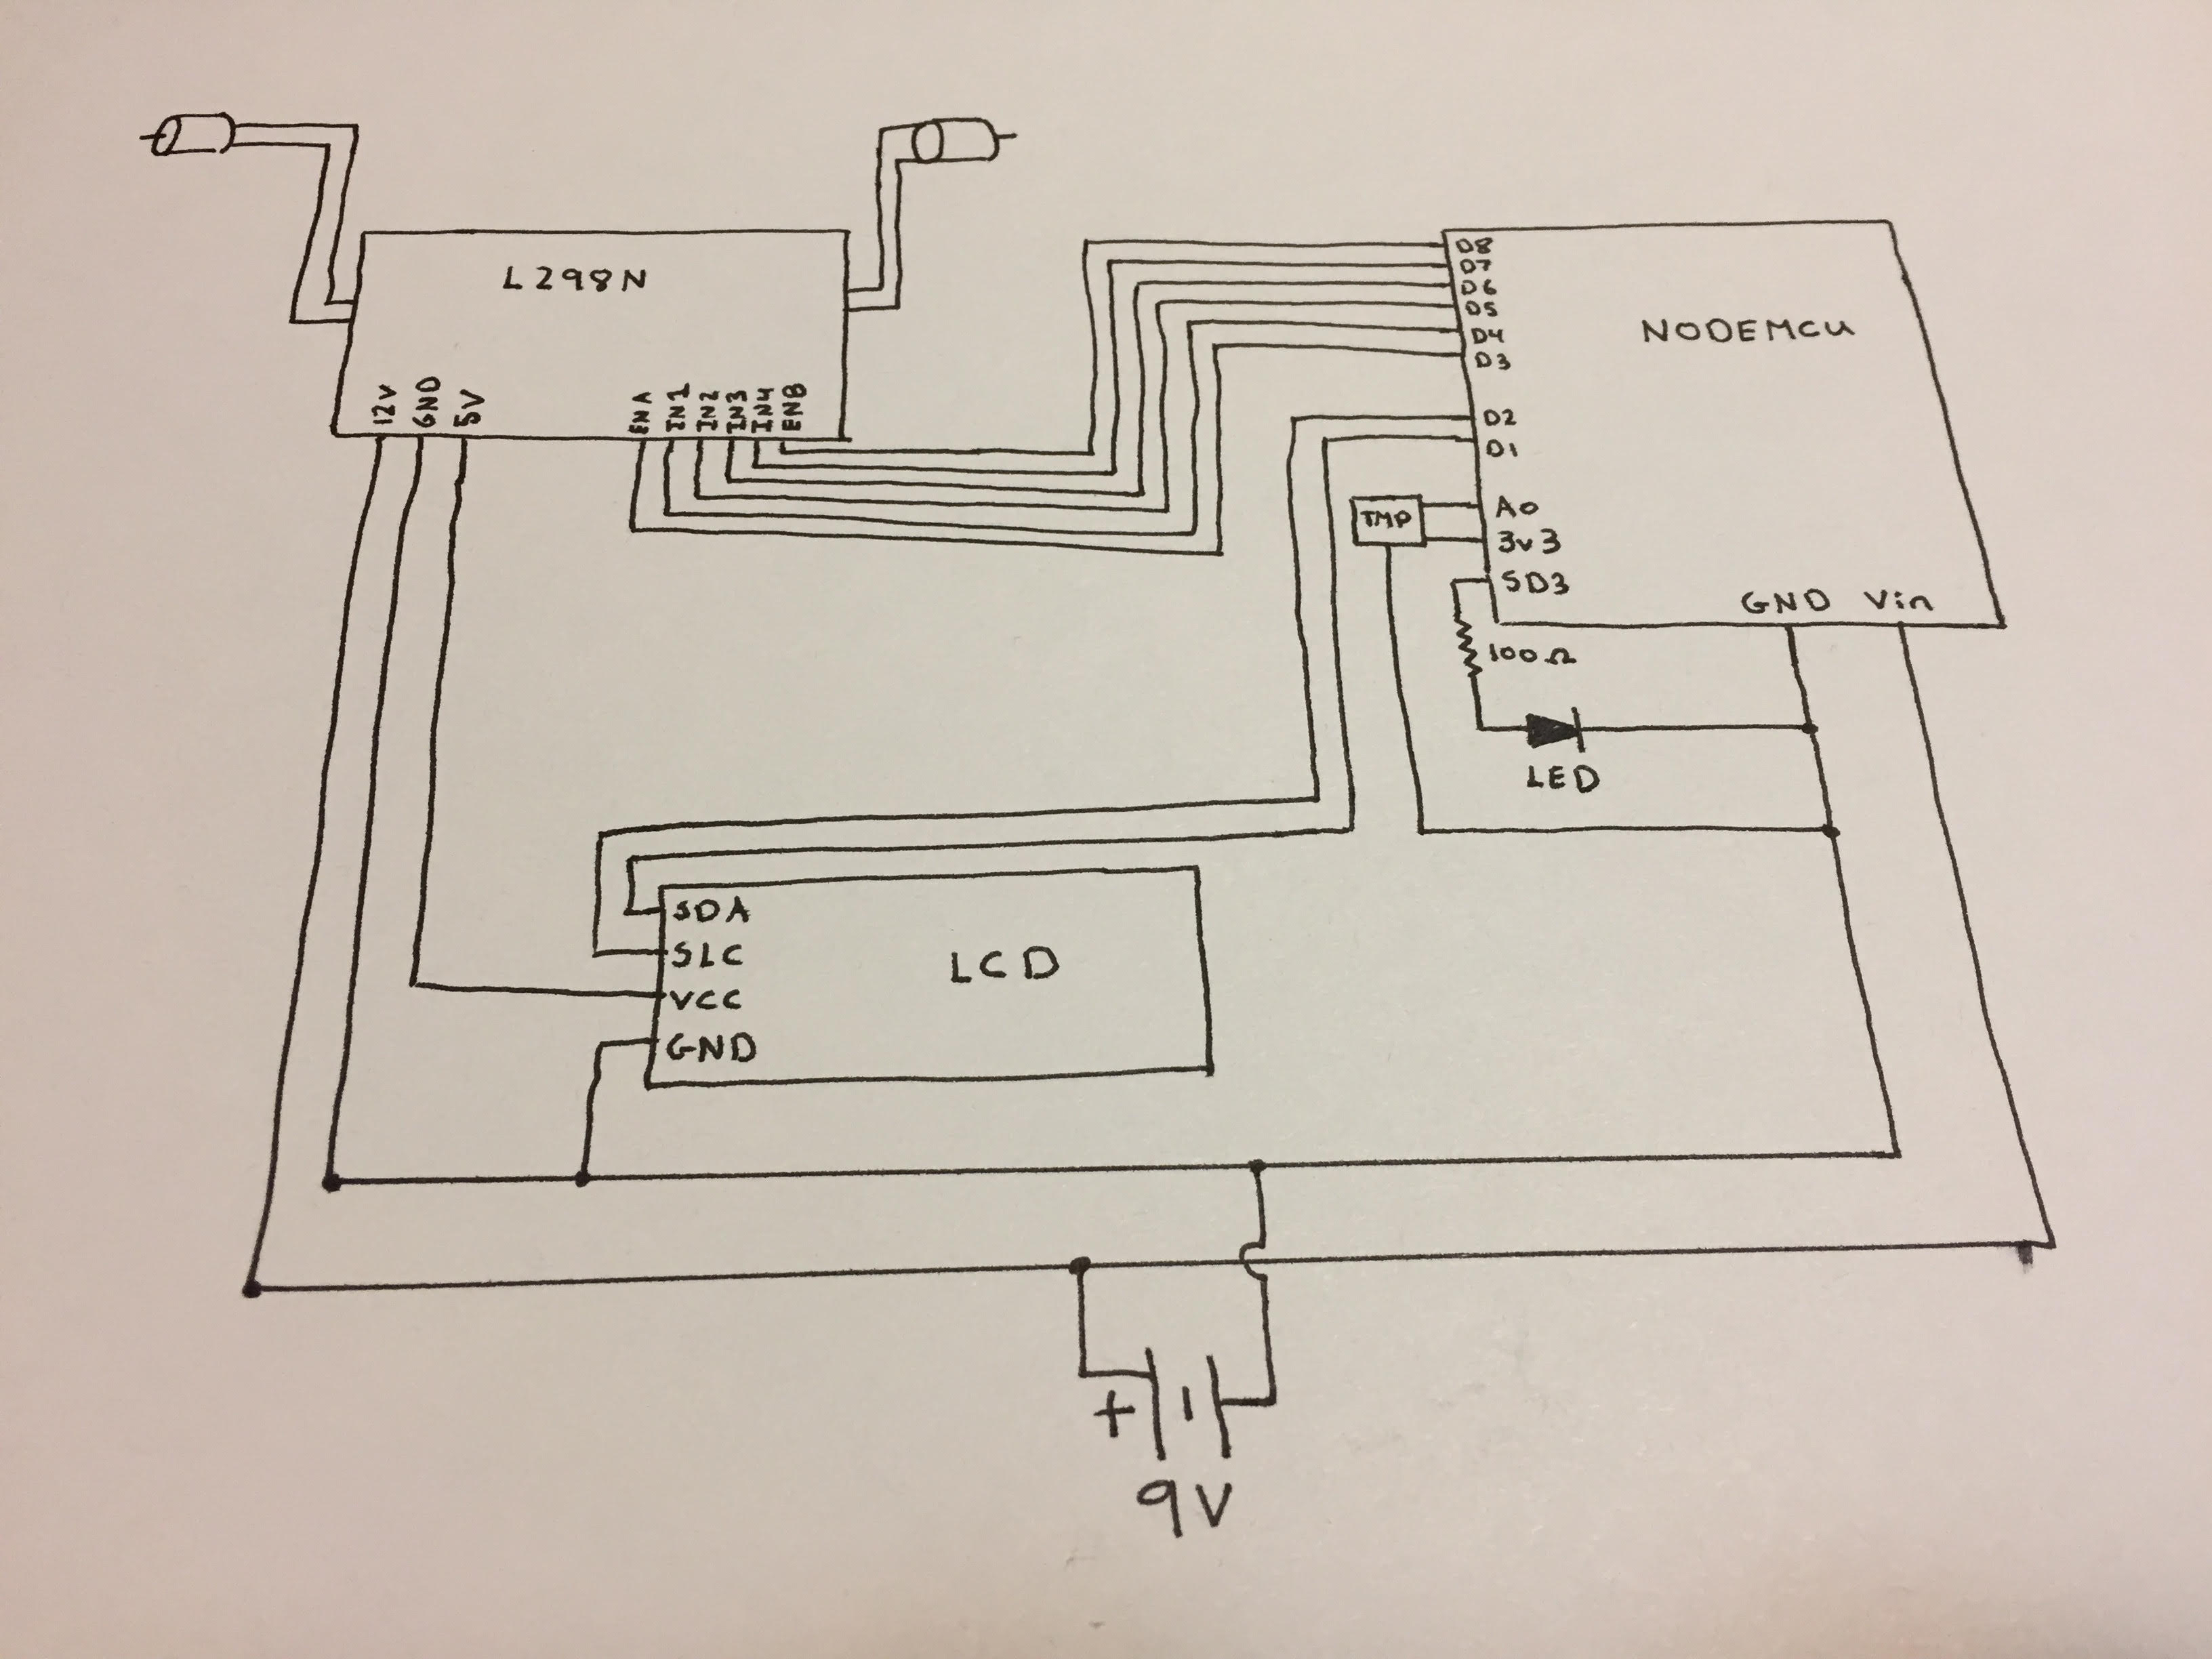 L298N
12V
GND
5V
ENA
IN1
IN2
IN3
IN4
ENB
D8
D7
D6
D5
D4
D3
D2
D1
A0
3v3
SD3
NODEMCU
GND Vin
TMP
100Ω
LED
SDA
SLC
VCC
GND
LCD
+ -
9V